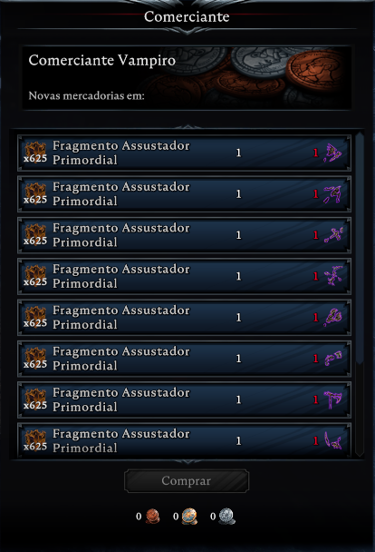 Comerciante
Comerciante Vampiro
Novas mercadorias em:
Fragmento Assustador
Primordial
x625
1
1
Fragmento Assustador
Primordial
x625
1
1
Fragmento Assustador
Primordial
x625
1
1
Fragmento Assustador
Primordial
x625
1
1
Fragmento Assustador
Primordial
x625
1
1
Fragmento Assustador
Primordial
x625
1
1
Fragmento Assustador
Primordial
x625
1
1
Fragmento Assustador
Primordial
x625
1
1
Comprar
0 0 0